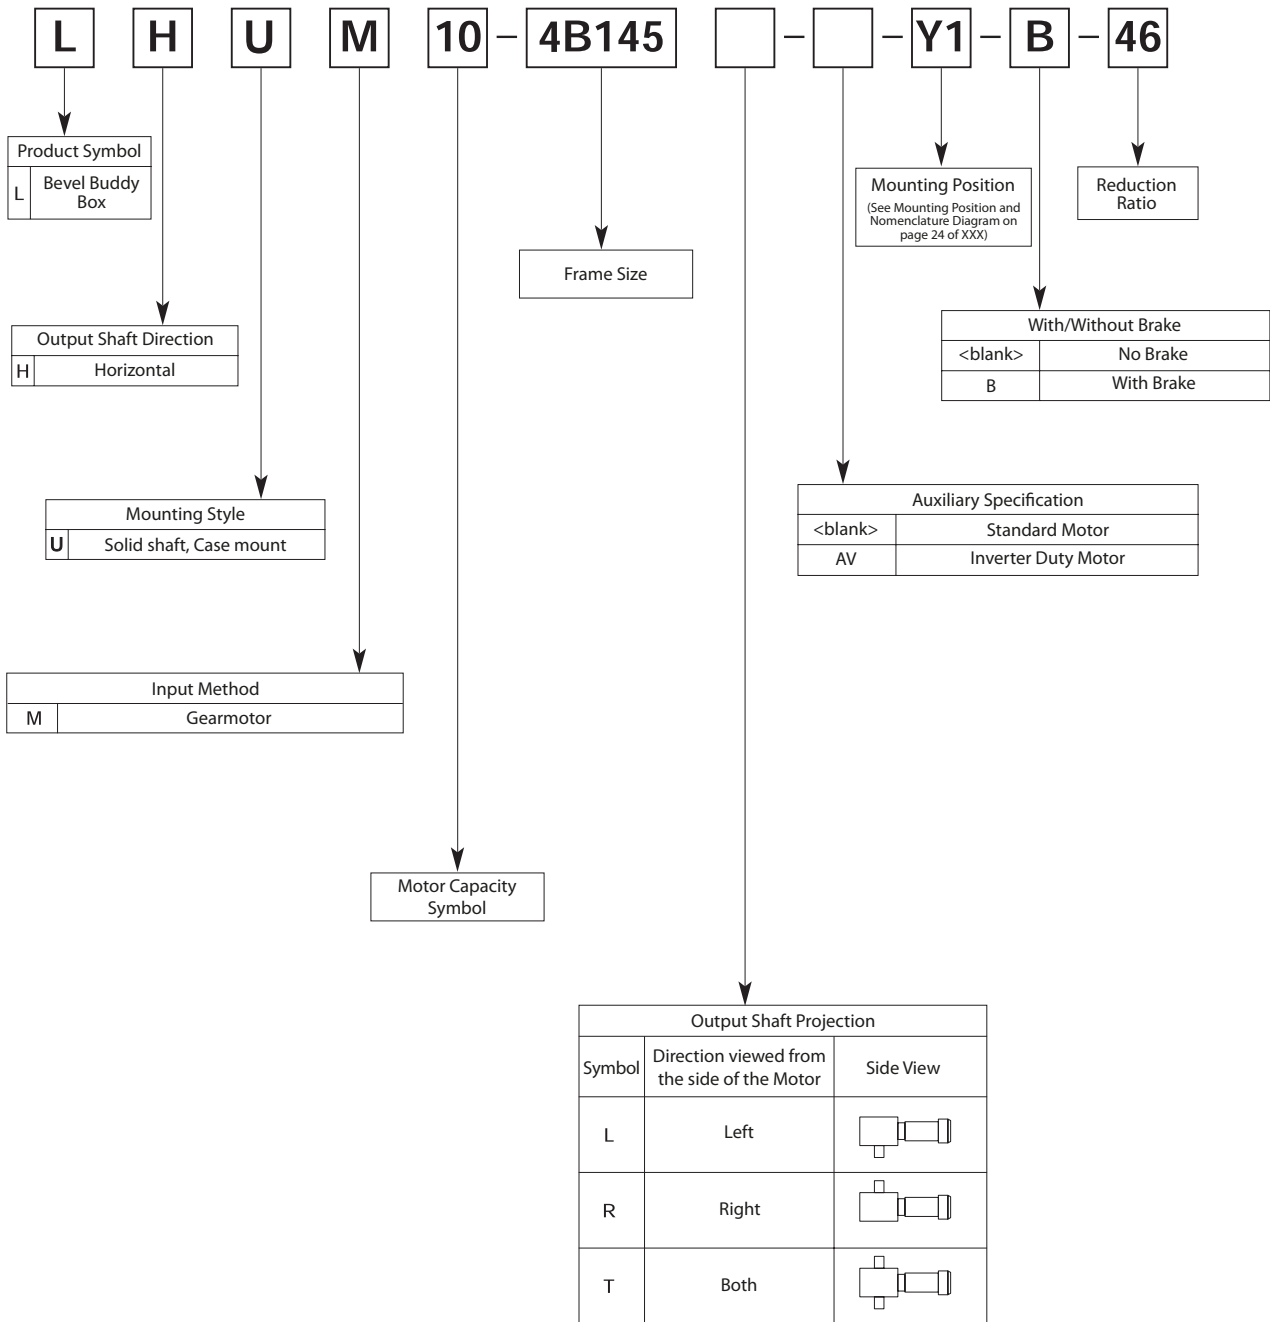 L H U M 10 – 4B145 – – Y1 – B – 46
Product Symbol
L Bevel Buddy
Box
Mounting Position
(See Mounting Position and
Nomenclature Diagram on
page 24 of XXX)
Reduction
Ratio
Frame Size
Output Shaft Direction
H Horizontal
With/Without Brake
<blank> No Brake
B With Brake
Mounting Style
U Solid shaft, Case mount
Auxiliary Specification
<blank> Standard Motor
AV Inverter Duty Motor
Input Method
M Gearmotor
Motor Capacity
Symbol
Output Shaft Projection
Symbol Direction viewed from
the side of the Motor Side View
L Left
R Right
T Both